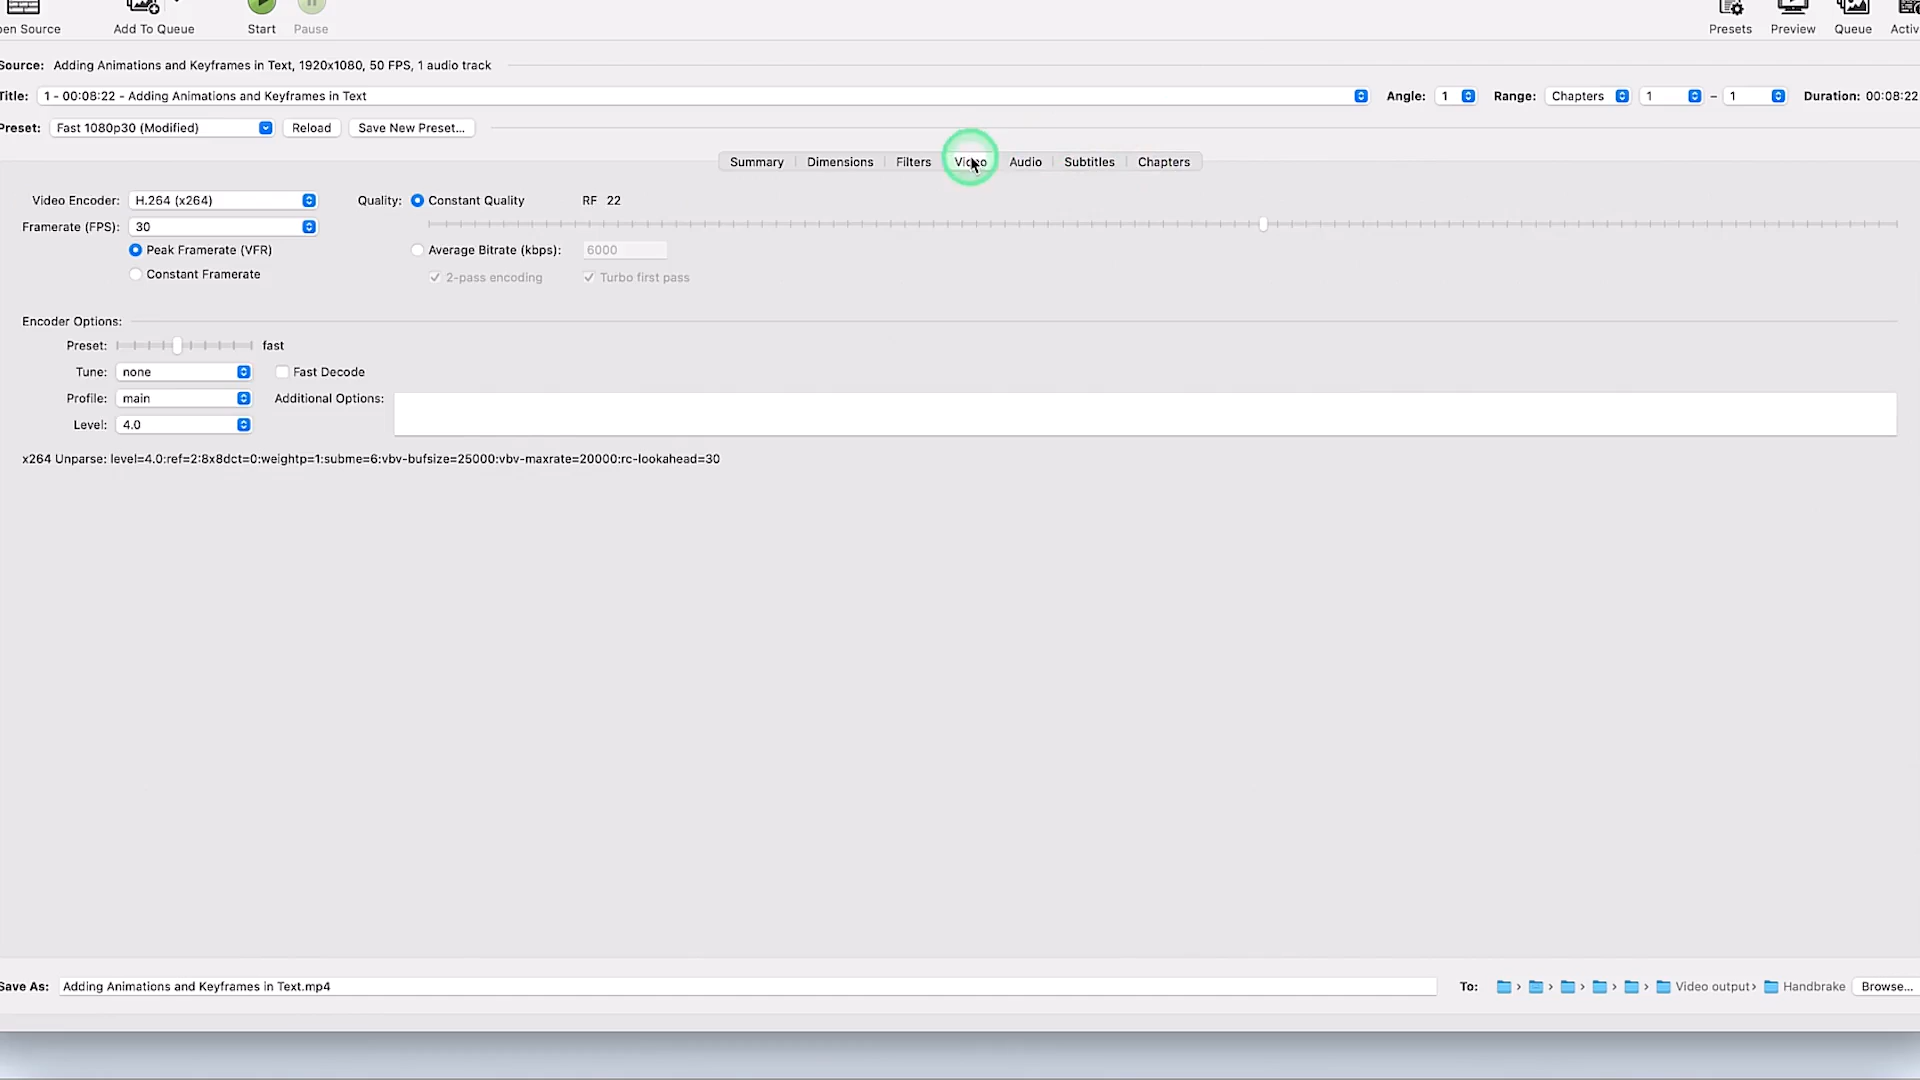 en Source
Add To Queue
Start
Pause
Presets
Preview
Queue
Activ
Source: Adding Animations and Keyframes in Text, 1920x1080, 50 FPS, 1 audio track
Title: 1 - 00:08:22 - Adding Animations and Keyframes in Text
Angle: 1
Range: Chapters 1 – 1
Duration: 00:08:22
Preset: Fast 1080p30 (Modified)
Reload
Save New Preset...
Summary
Dimensions
Filters
Video
Audio
Subtitles
Chapters
Video Encoder: H.264 (x264)
Quality: Constant Quality
RF 22
Framerate (FPS): 30
Peak Framerate (VFR)
Average Bitrate (kbps): 6000
Constant Framerate
2-pass encoding
Turbo first pass
Encoder Options:
Preset: fast
Tune: none
Fast Decode
Profile: main
Additional Options:
Level: 4.0
x264 Unparse: level=4.0:ref=2:8x8dct=0:weightp=1:subme=6:vbv-bufsize=25000:vbv-maxrate=20000:rc-lookahead=30
Save As: Adding Animations and Keyframes in Text.mp4
To: › › › › › Video output › Handbrake
Browse...